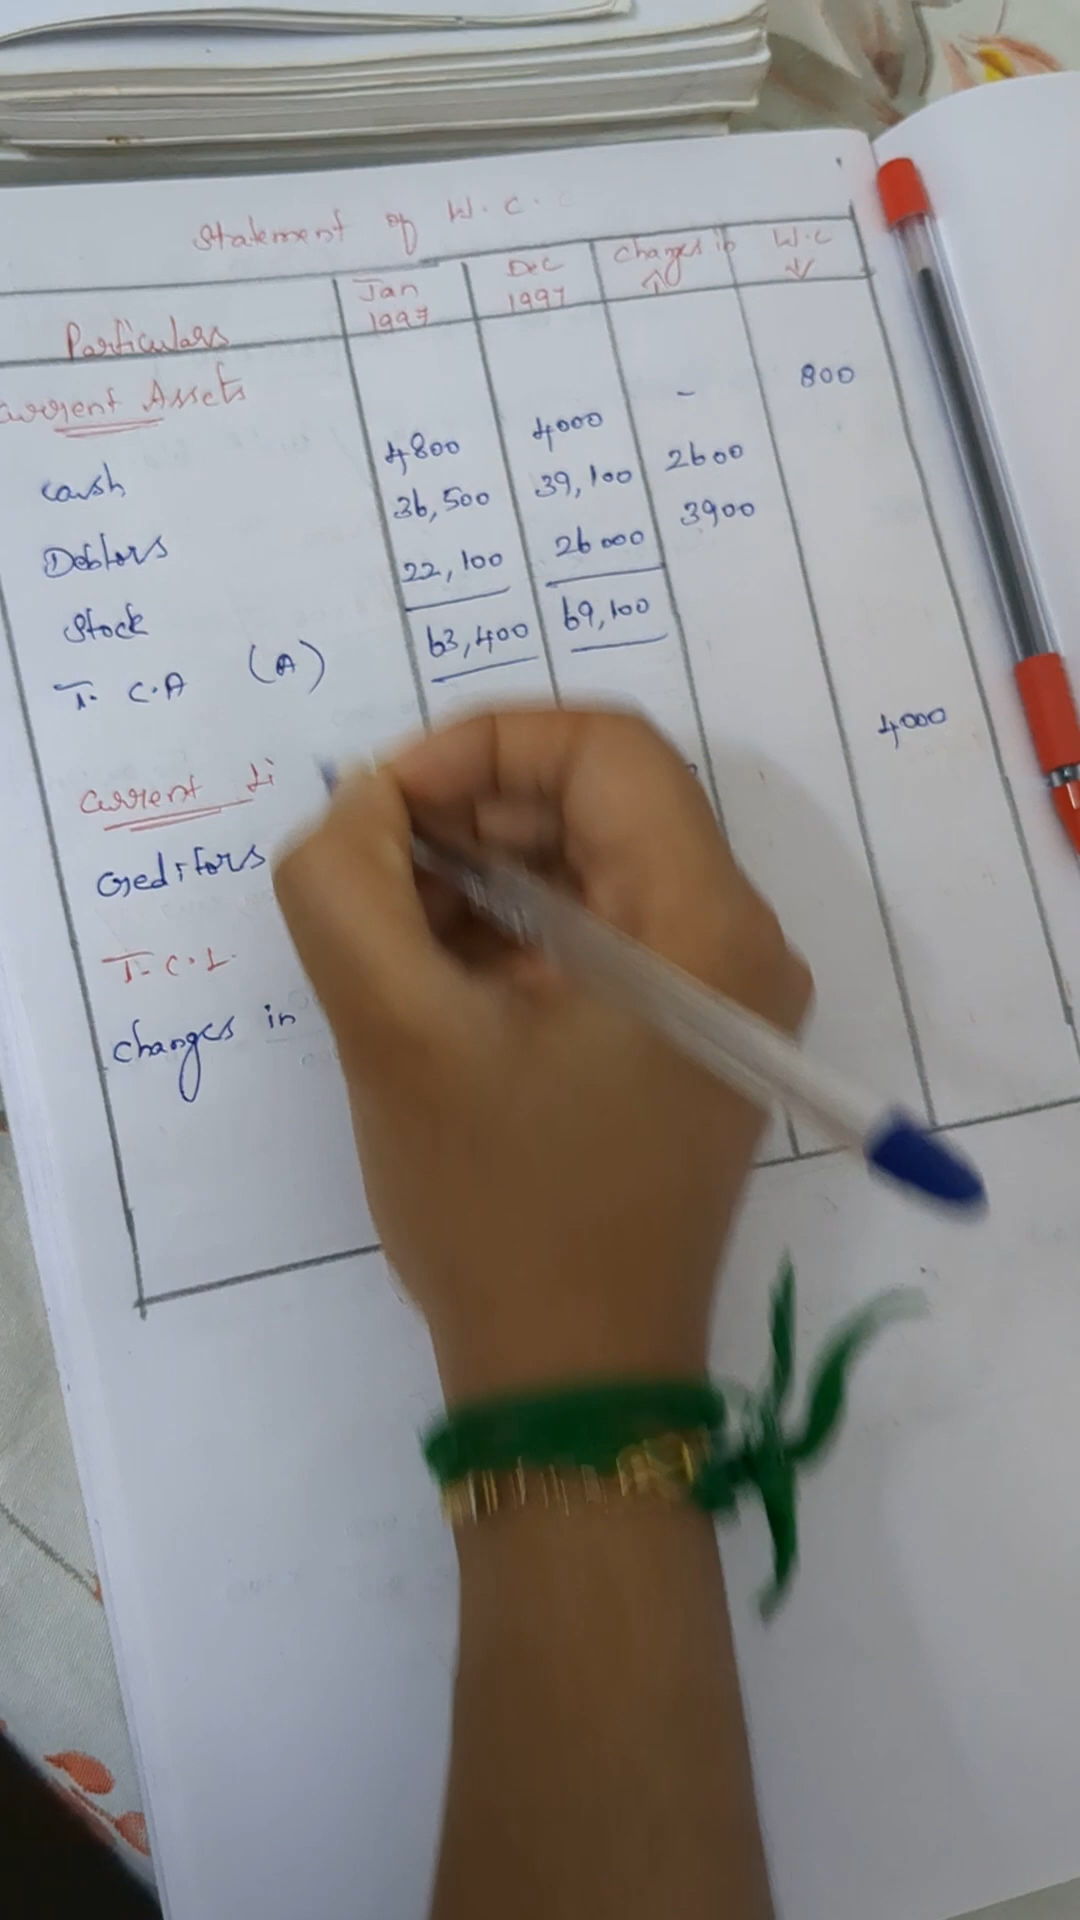 Statement of W.C.
Particulars Jan 1997 Dec 1997 Changes in ↑ W.C ↓
Current Assets
Cash 4800 4000 - 800
Debtors 36,500 39,100 2600
Stock 22,100 26000 3900
T. C.A (A) 63,400 69,100
Current Li
Creditors 4000
T. C.L.
Changes in